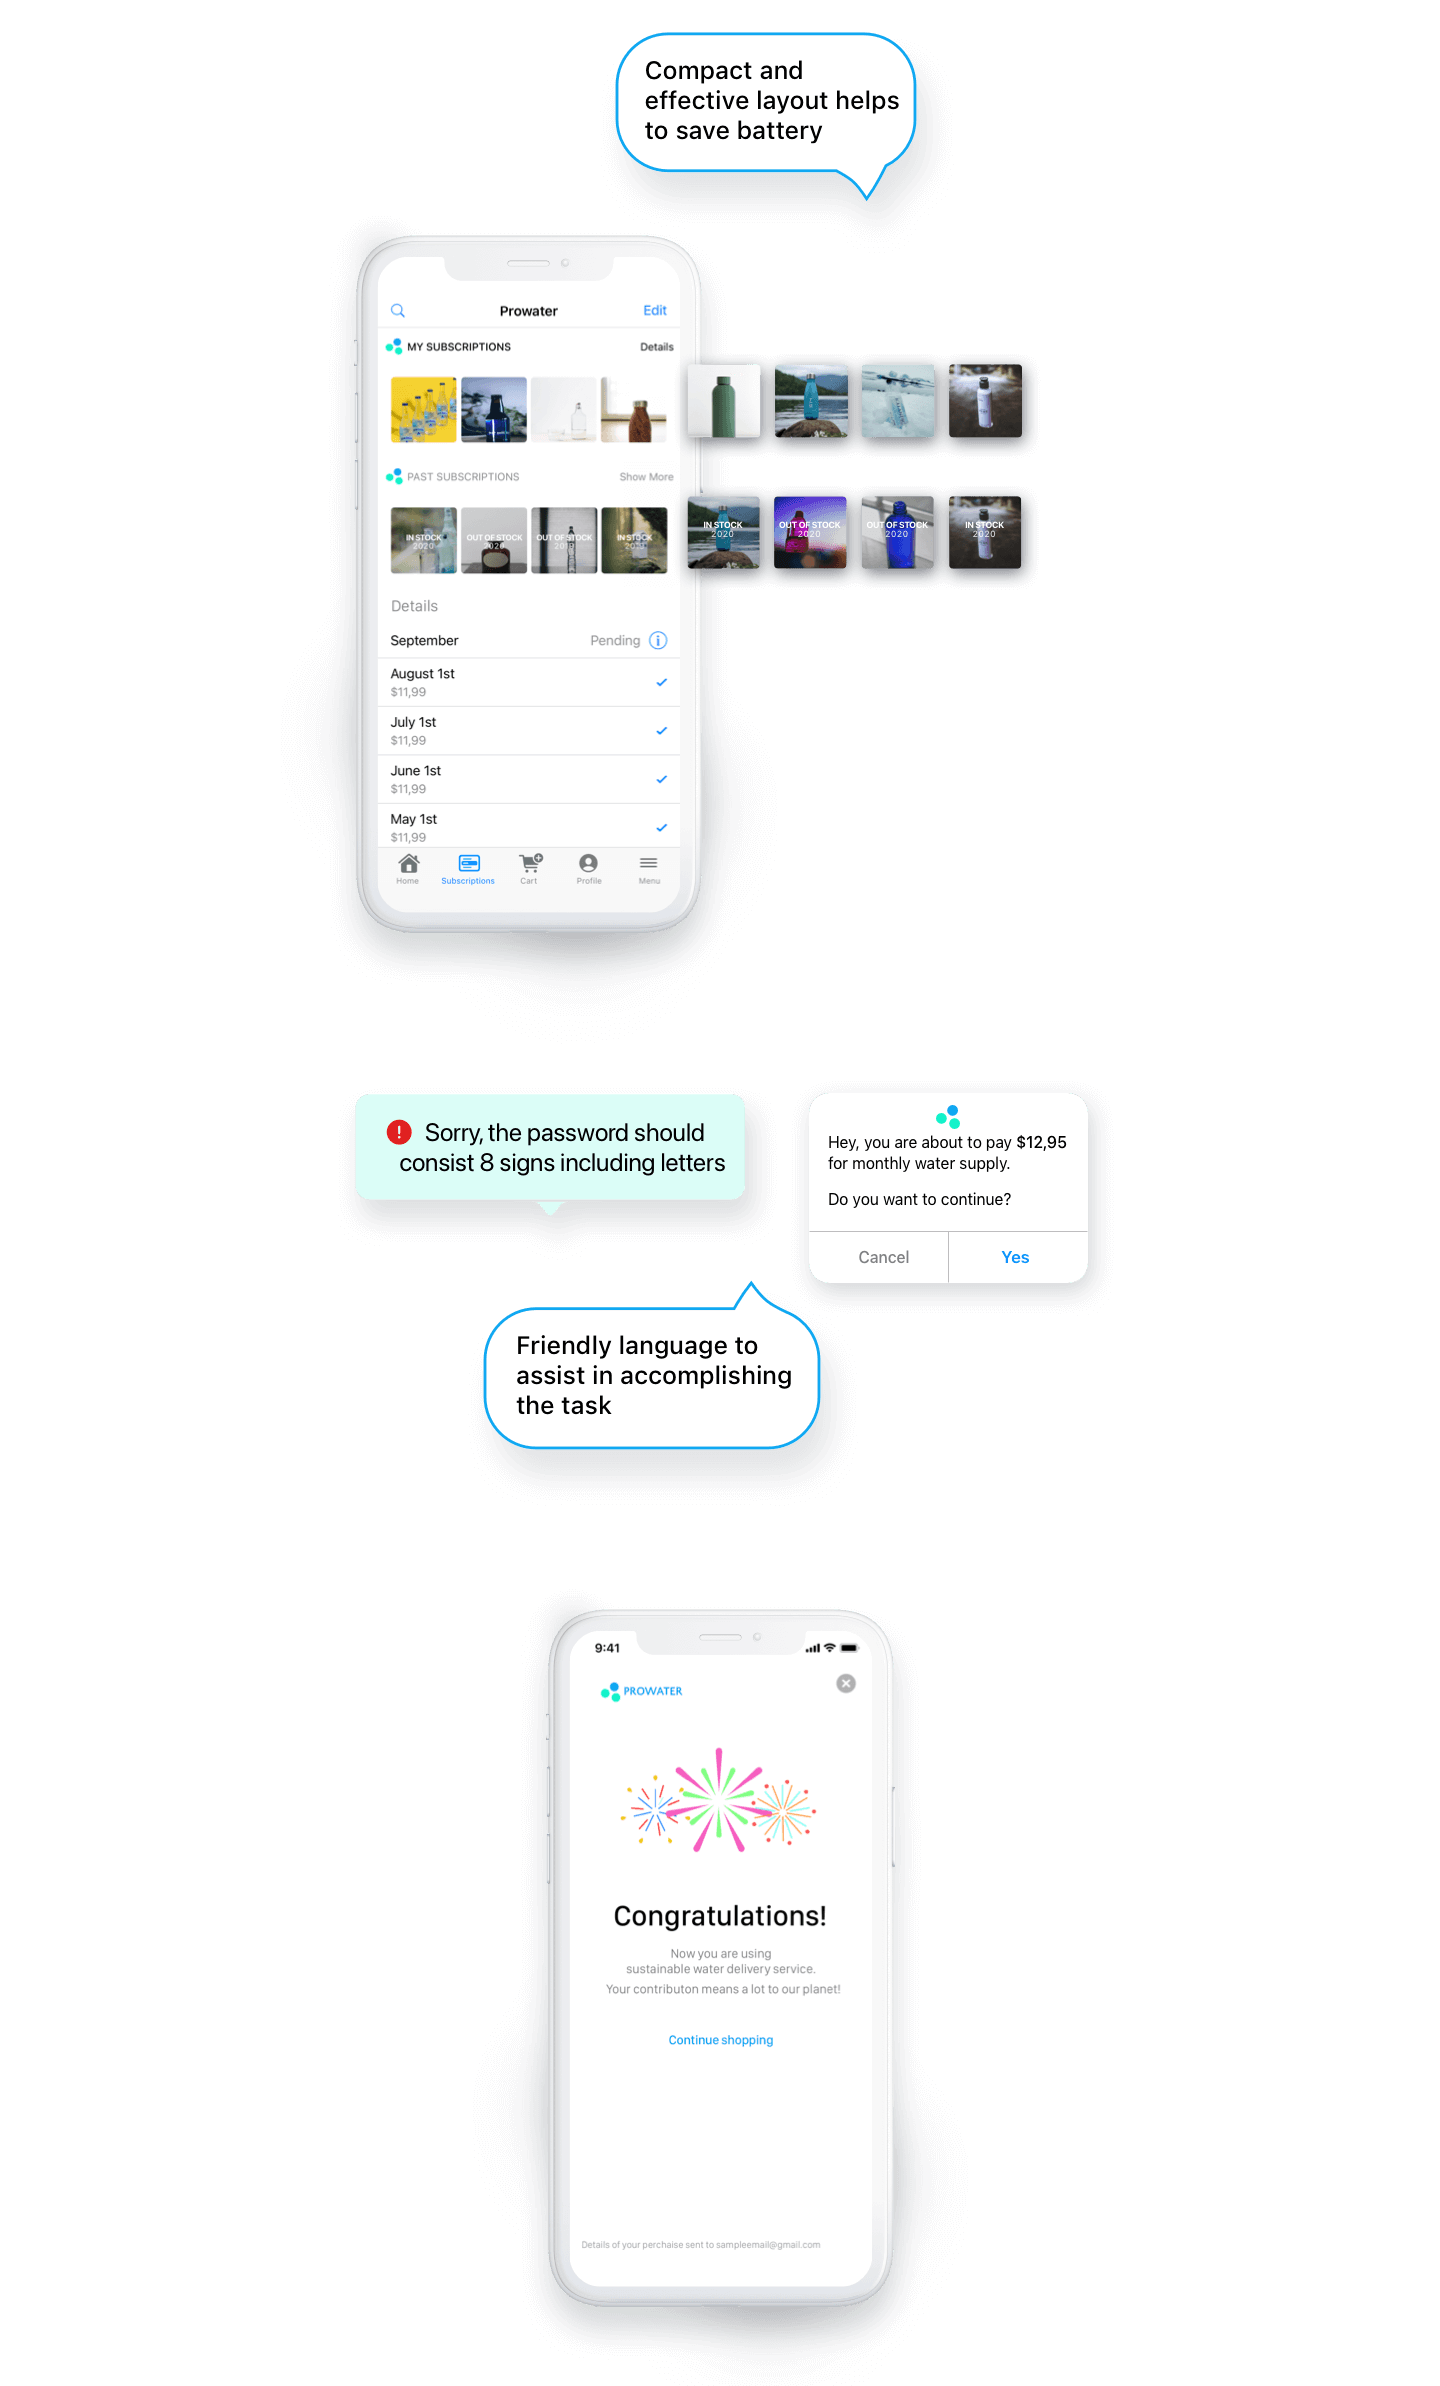 Compact and
effective layout helps
to save battery
Prowater
Edit
MY SUBSCRIPTIONS
Details
PAST SUBSCRIPTIONS
Show More
IN STOCK
2020
OUT OF STOCK
2020
OUT OF STOCK
IN STOCK
2020
IN STOCK
2020
OUT OF STOCK
2020
OUT OF STOCK
2020
IN STOCK
2020
Details
September
Pending
August 1st
$11,99
July 1st
$11,99
June 1st
$11,99
May 1st
$11,99
Home
Subscriptions
Cart
Profile
Menu
Sorry, the password should
consist 8 signs including letters
Hey, you are about to pay $12,95
for monthly water supply.
Do you want to continue?
Cancel
Yes
Friendly language to
assist in accomplishing
the task
9:41
PROWATER
Congratulations!
Now you are using
sustainable water delivery service.
Your contributon means a lot to our planet!
Continue shopping
Details of your perchaise sent to sampleemail@gmail.com